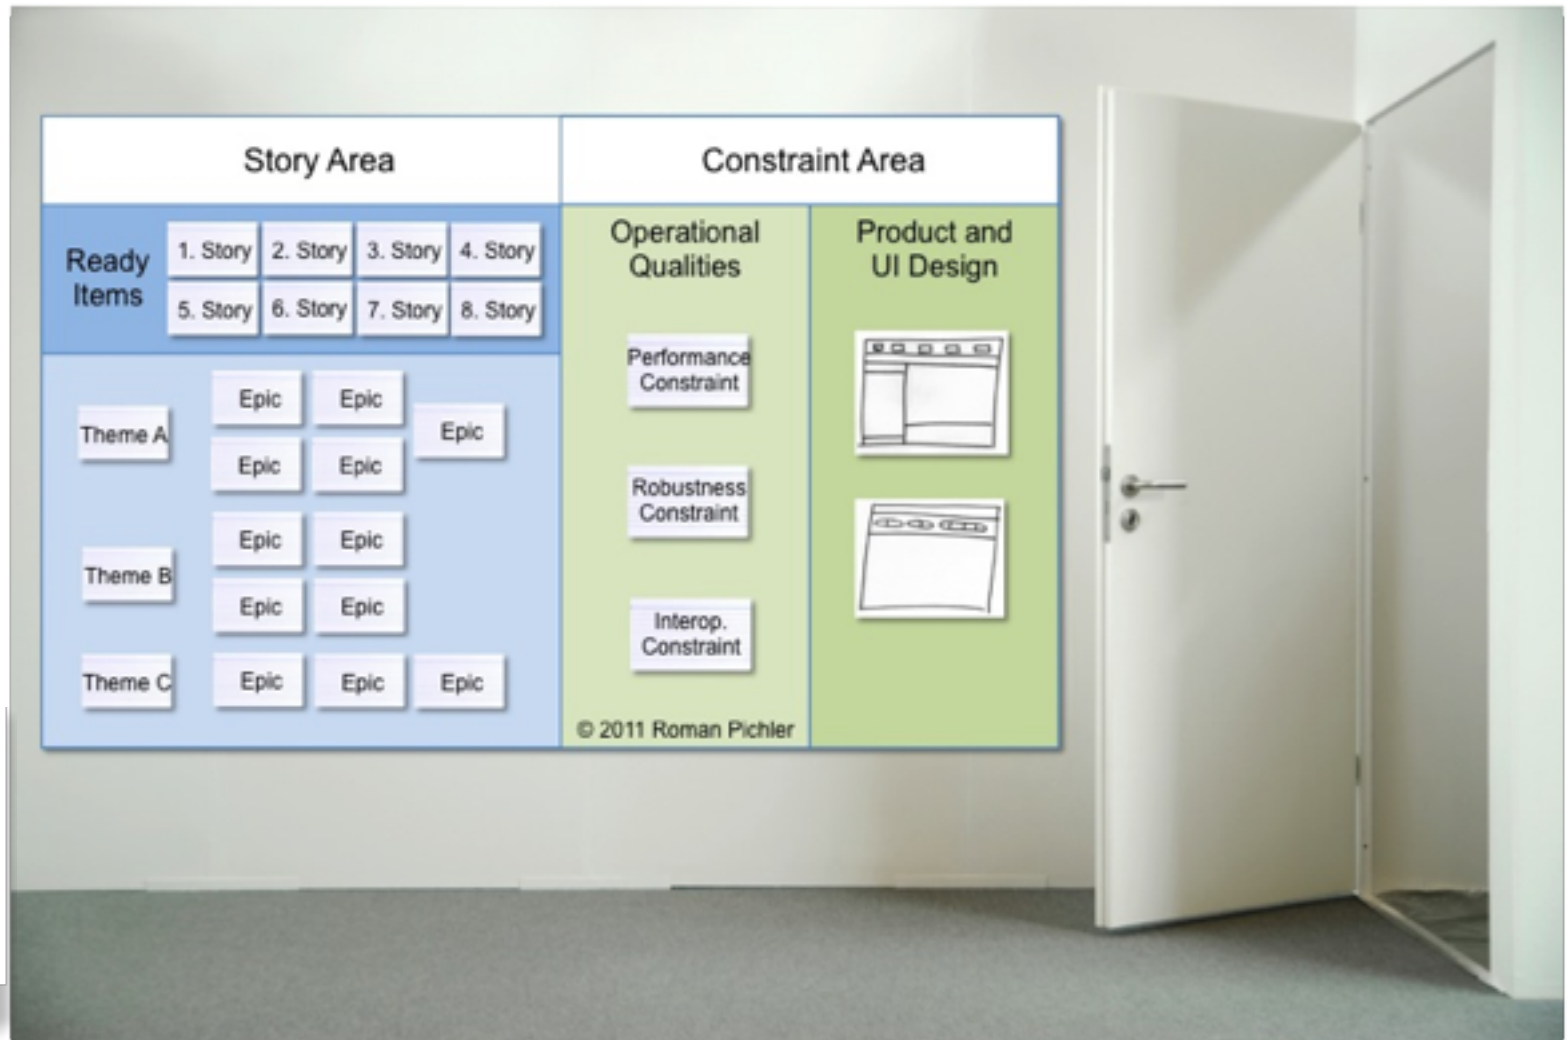 Story Area
Constraint Area
Ready
Items
1. Story
2. Story
3. Story
4. Story
5. Story
6. Story
7. Story
8. Story
Theme A
Epic
Epic
Epic
Epic
Epic
Theme B
Epic
Epic
Epic
Epic
Theme C
Epic
Epic
Epic
Operational
Qualities
Performance
Constraint
Robustness
Constraint
Interop.
Constraint
© 2011 Roman Pichler
Product and
UI Design